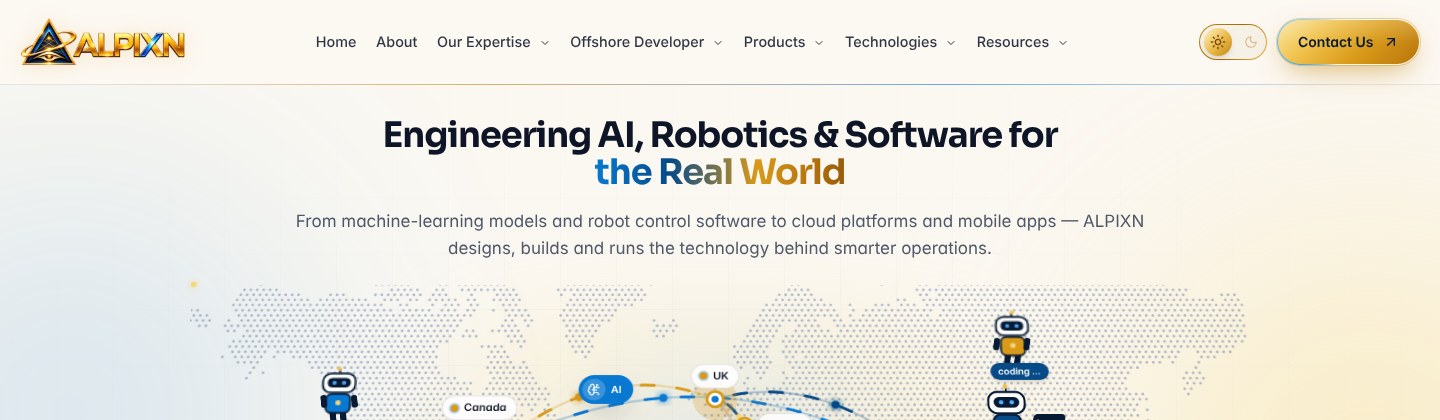 ALPIXN
Home About Our Expertise Offshore Developer Products Technologies Resources
Contact Us
Engineering AI, Robotics & Software for
the Real World
From machine-learning models and robot control software to cloud platforms and mobile apps — ALPIXN
designs, builds and runs the technology behind smarter operations.
coding ...
UK
AI
Canada